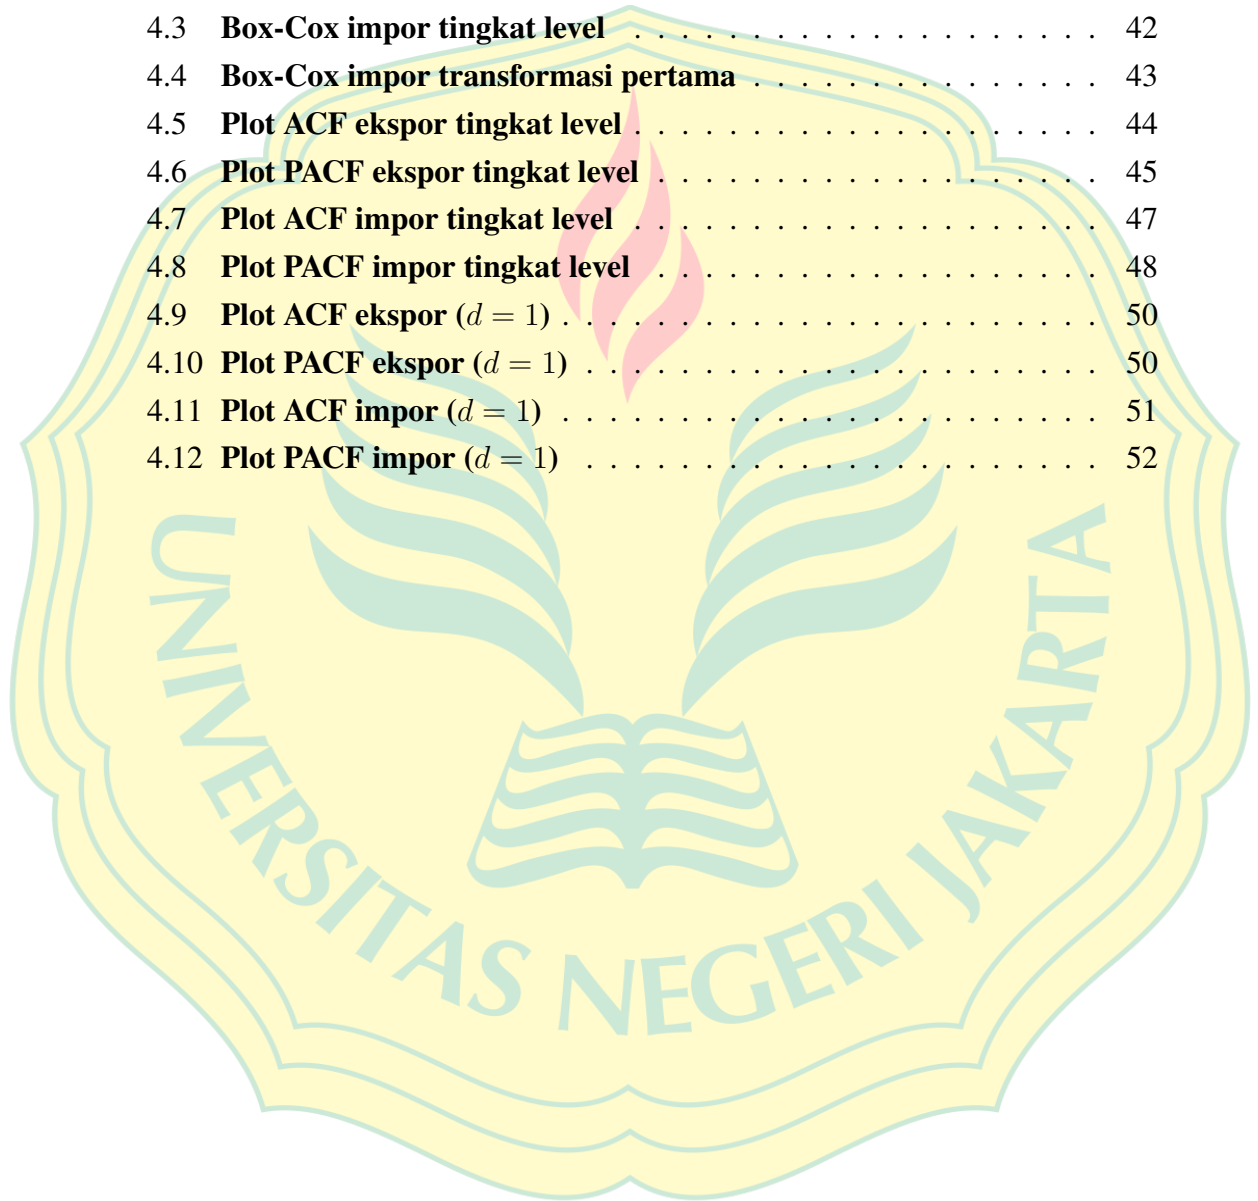 4.3 Box-Cox impor tingkat level . . . . . . . . . . . . . . . . . . . . 42
4.4 Box-Cox impor transformasi pertama . . . . . . . . . . . . . . . 43
4.5 Plot ACF ekspor tingkat level . . . . . . . . . . . . . . . . . . . . 44
4.6 Plot PACF ekspor tingkat level . . . . . . . . . . . . . . . . . . . 45
4.7 Plot ACF impor tingkat level . . . . . . . . . . . . . . . . . . . . 47
4.8 Plot PACF impor tingkat level . . . . . . . . . . . . . . . . . . . 48
4.9 Plot ACF ekspor (d = 1) . . . . . . . . . . . . . . . . . . . . . . . 50
4.10 Plot PACF ekspor (d = 1) . . . . . . . . . . . . . . . . . . . . . . 50
4.11 Plot ACF impor (d = 1) . . . . . . . . . . . . . . . . . . . . . . . 51
4.12 Plot PACF impor (d = 1) . . . . . . . . . . . . . . . . . . . . . . 52
UNIVERSITAS NEGERI JAKARTA